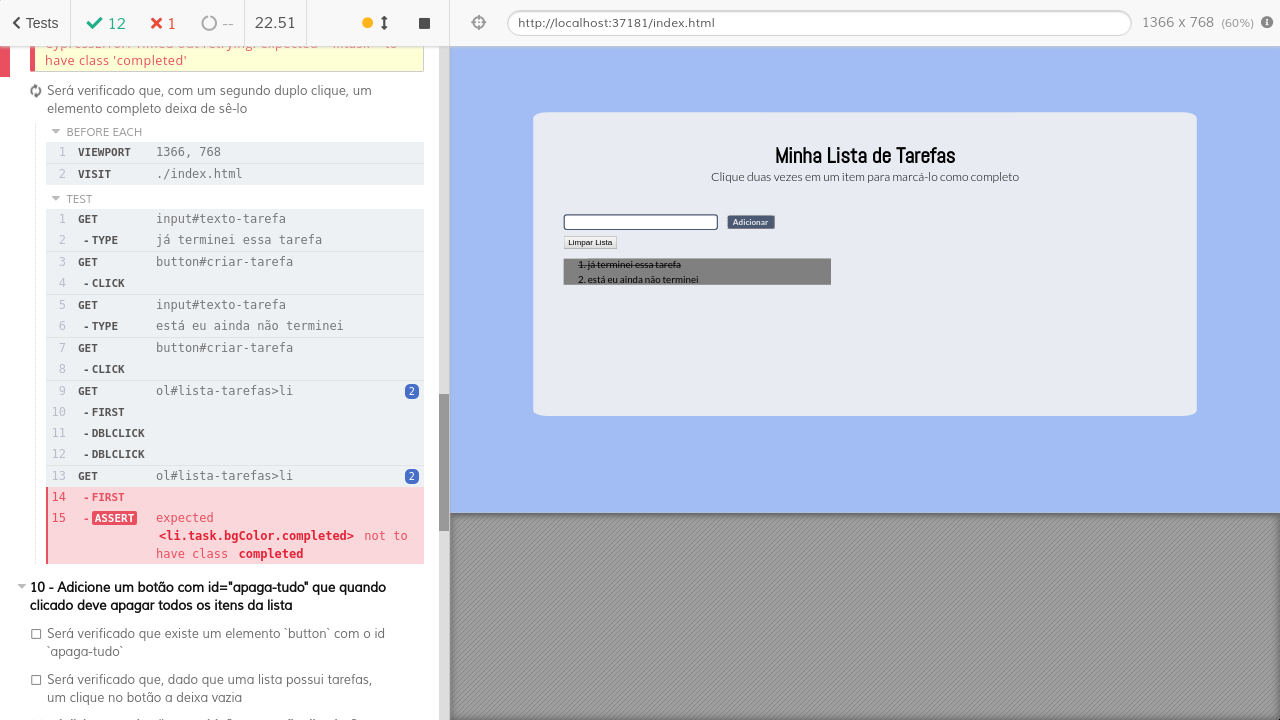 Tests
12
1
--
22.51
http://localhost:37181/index.html
1366 x 768 (60%)
have class 'completed'
Será verificado que, com um segundo duplo clique, um
elemento completo deixa de sê-lo
BEFORE EACH
1 VIEWPORT 1366, 768
2 VISIT ./index.html
TEST
1 GET input#texto-tarefa
2 -TYPE já terminei essa tarefa
3 GET button#criar-tarefa
4 -CLICK
5 GET input#texto-tarefa
6 -TYPE está eu ainda não terminei
7 GET button#criar-tarefa
8 -CLICK
9 GET ol#lista-tarefas>li 2
10 -FIRST
11 -DBLCLICK
12 -DBLCLICK
13 GET ol#lista-tarefas>li 2
14 -FIRST
15 -ASSERT expected
<li.task.bgColor.completed> not to
have class completed
10 - Adicione um botão com id="apaga-tudo" que quando
clicado deve apagar todos os itens da lista
Será verificado que existe um elemento `button` com o id
`apaga-tudo`
Será verificado que, dado que uma lista possui tarefas,
um clique no botão a deixa vazia
Minha Lista de Tarefas
Clique duas vezes em um item para marcá-lo como completo
Adicionar
Limpar Lista
1. já terminei essa tarefa
2. está eu ainda não terminei